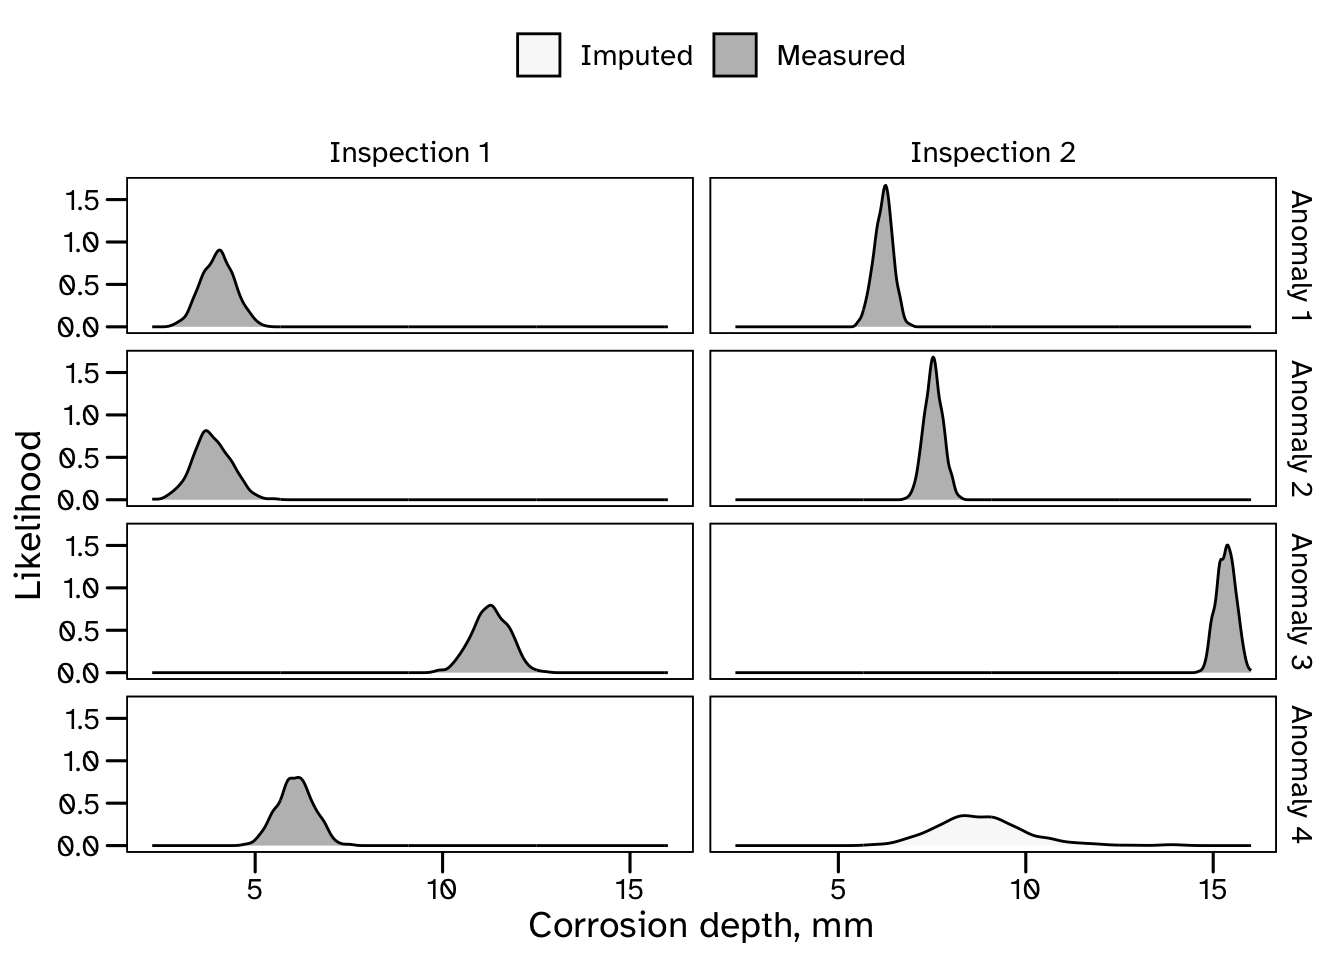 Imputed Measured
Inspection 1 Inspection 2
1.5
1.0
0.5
0.0
Anomaly 1
1.5
1.0
0.5
0.0
Anomaly 2
1.5
1.0
0.5
0.0
Anomaly 3
1.5
1.0
0.5
0.0
Anomaly 4
Likelihood
5 10 15 5 10 15
Corrosion depth, mm